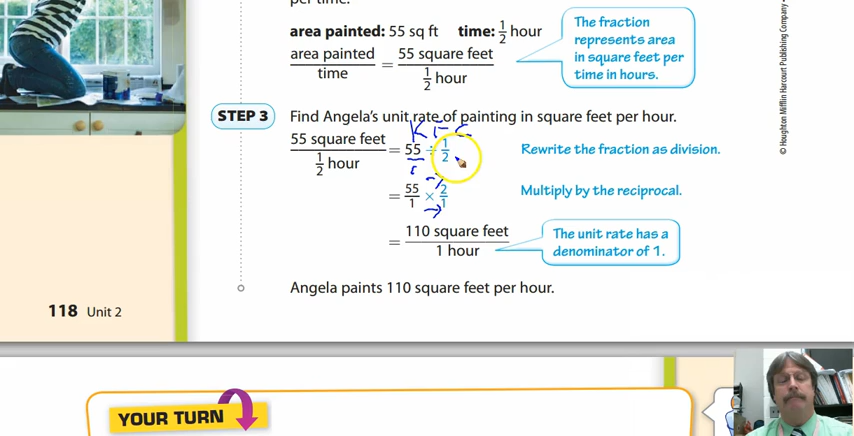 per time.
area painted: 55 sq ft time: 1/2 hour
area painted / time = 55 square feet / 1/2 hour
The fraction
represents area
in square feet per
time in hours.
© Houghton Mifflin Harcourt Publishing Company
STEP 3 Find Angela's unit rate of painting in square feet per hour.
K F C
55 square feet / 1/2 hour = 55 ÷ 1/2 Rewrite the fraction as division.
= 55/1 × 2/1 Multiply by the reciprocal.
= 110 square feet / 1 hour
The unit rate has a
denominator of 1.
Angela paints 110 square feet per hour.
118 Unit 2
YOUR TURN